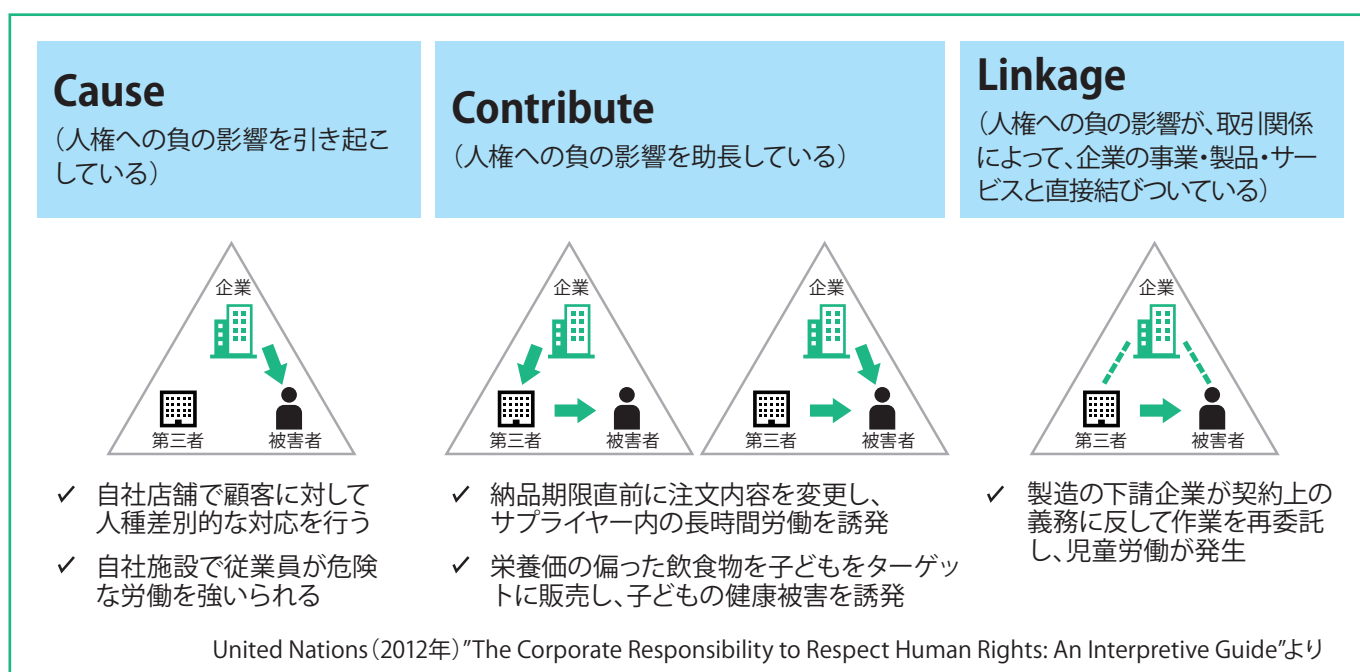 Cause
（人権への負の影響を引き起こ
している）
Contribute
（人権への負の影響を助長している）
Linkage
（人権への負の影響が、取引関係
によって、企業の事業・製品・サー
ビスと直接結びついている）
企業
第三者
被害者
企業
第三者
被害者
企業
第三者
被害者
企業
第三者
被害者
✓ 自社店舗で顧客に対して
人種差別的な対応を行う
✓ 自社施設で従業員が危険
な労働を強いられる
✓ 納品期限直前に注文内容を変更し、
サプライヤー内の長時間労働を誘発
✓ 栄養価の偏った飲食物を子どもをターゲッ
トに販売し、子どもの健康被害を誘発
✓ 製造の下請企業が契約上の
義務に反して作業を再委託
し、児童労働が発生
United Nations（2012年）”The Corporate Responsibility to Respect Human Rights: An Interpretive Guide”より